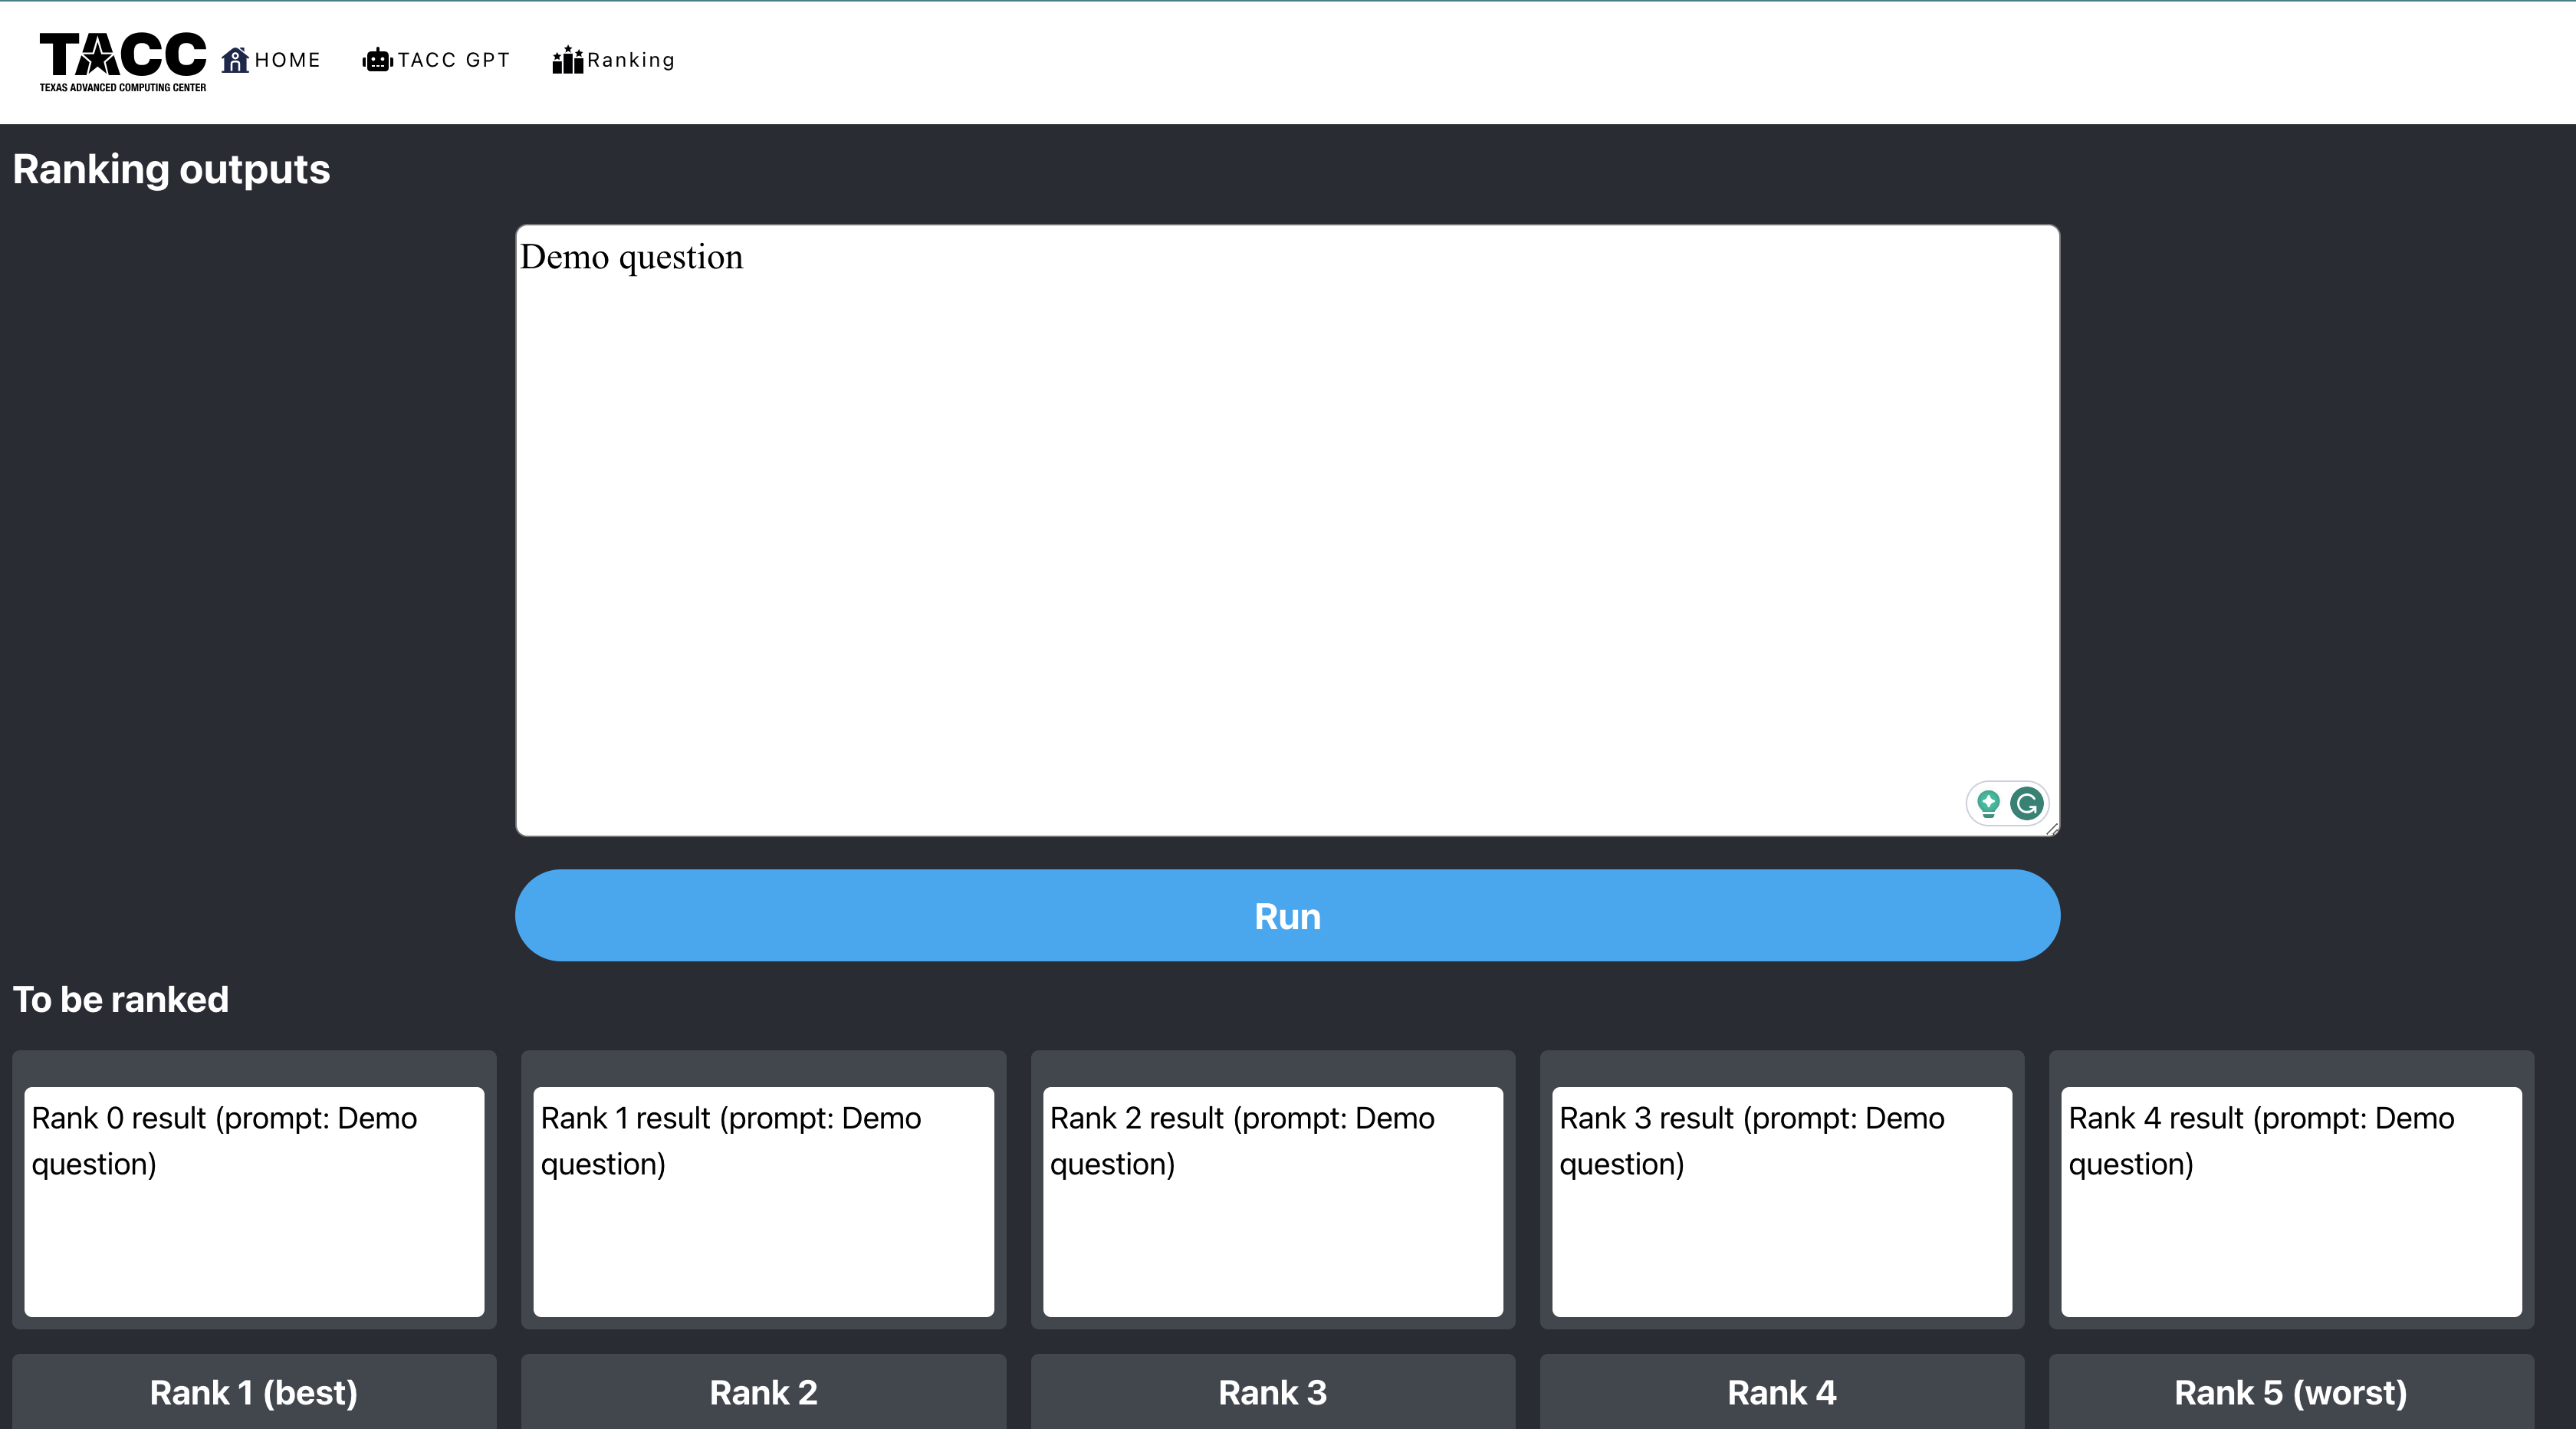 TACC
TEXAS ADVANCED COMPUTING CENTER
HOME
TACC GPT
Ranking
Ranking outputs
Demo question
Run
To be ranked
Rank 0 result (prompt: Demo
question)
Rank 1 result (prompt: Demo
question)
Rank 2 result (prompt: Demo
question)
Rank 3 result (prompt: Demo
question)
Rank 4 result (prompt: Demo
question)
Rank 1 (best)
Rank 2
Rank 3
Rank 4
Rank 5 (worst)